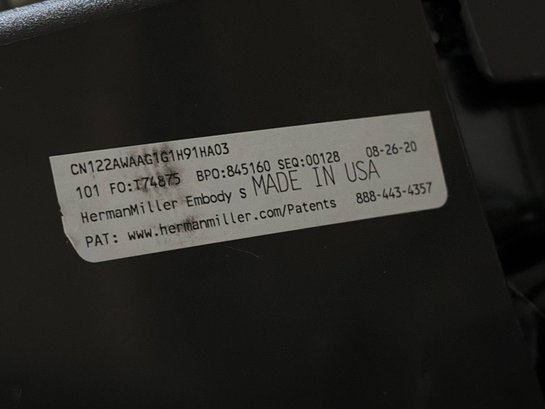 CN122AWAAG1G1H91HA03
101 FO:I74875 BPO:845160 SEQ:00128 08-26-20
HermanMiller Embody S MADE IN USA
PAT: www.hermanmiller.com/Patents 888-443-4357